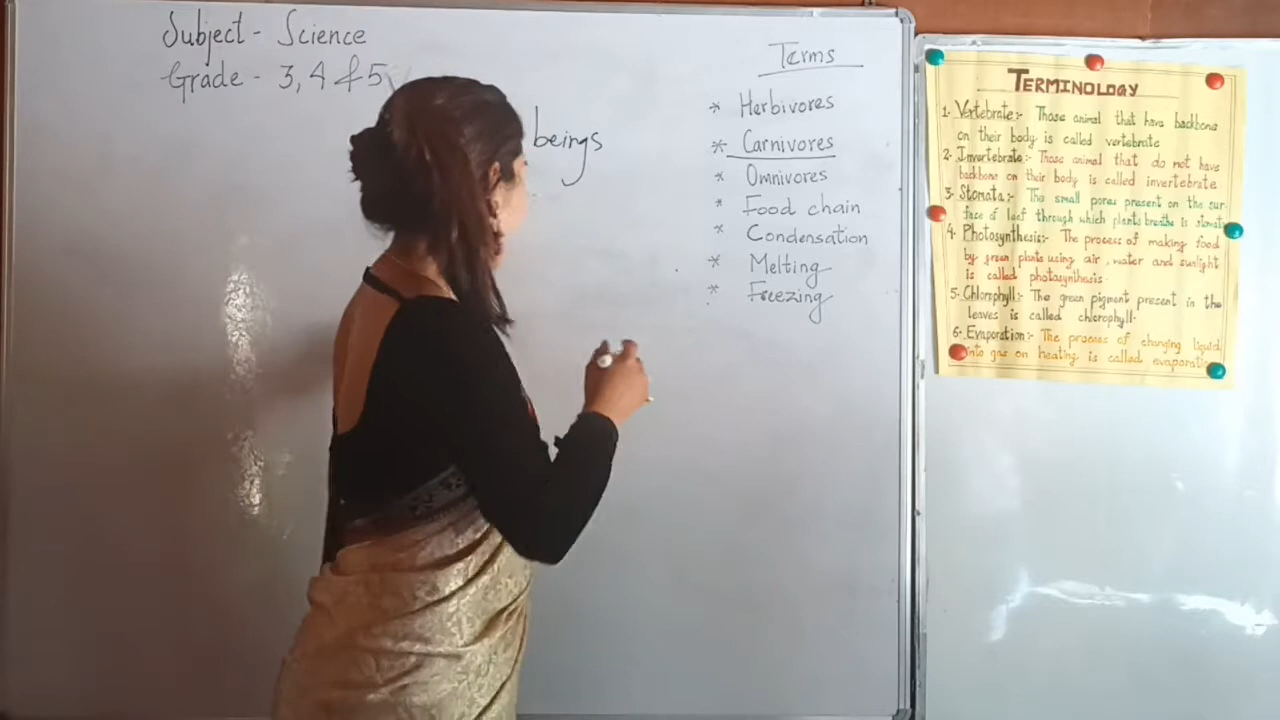 Subject - Science
Grade - 3, 4 & 5
beings
Terms
* Herbivores
* Carnivores
* Omnivores
* Food chain
* Condensation
* Melting
* Freezing
TERMINOLOGY
1. Vertebrate:- Those animal that have backbone
on their body is called vertebrate
2. Invertebrate:- Those animal that do not have
backbone on their body is called invertebrate
3. Stomata:- The small pores present on the sur
face of leaf through which plants breathe is stomata
4. Photosynthesis:- The process of making food
by green plants using air, water and sunlight
is called photosynthesis.
5. Chlorophyll:- The green pigment present in the
leaves is called chlorophyll.
6. Evaporation:- The process of changing liquid
into gas on heating is called evaporation